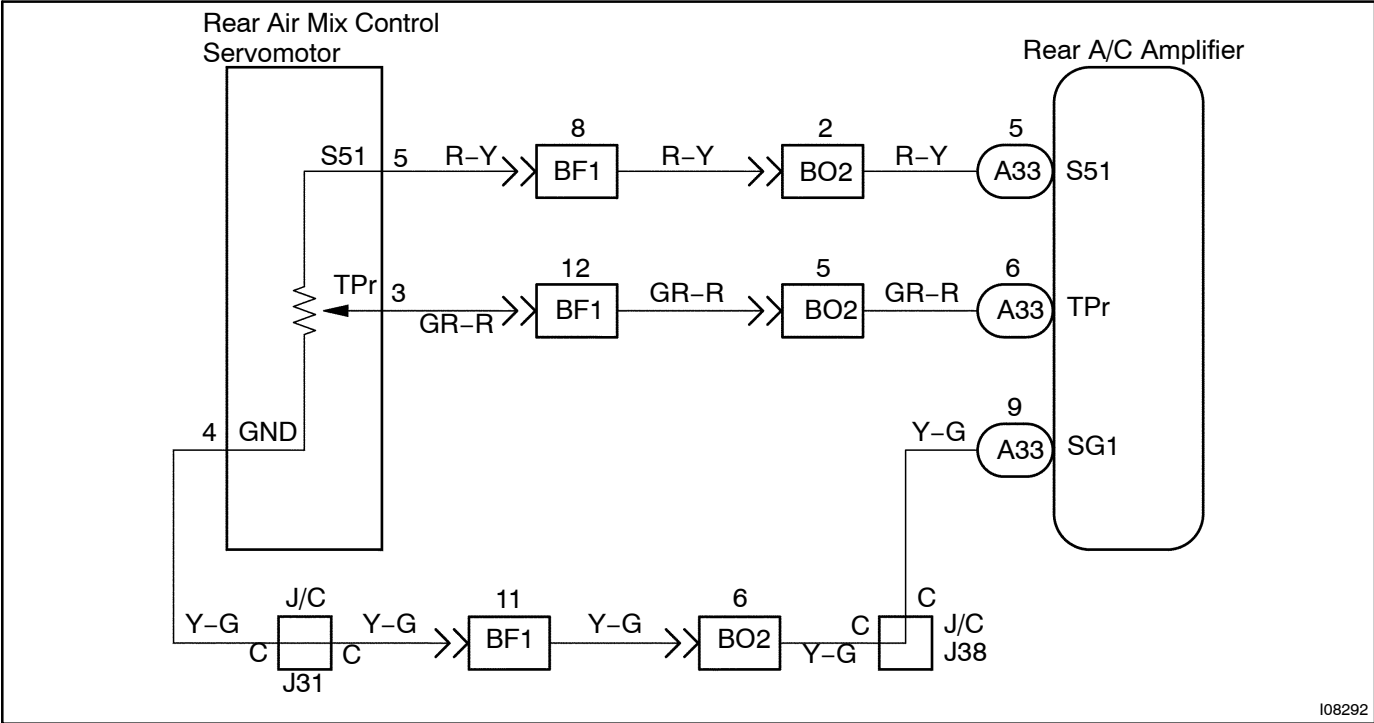 Rear Air Mix Control
Servomotor
Rear A/C Amplifier
8
2
5
S51
5
R−Y
BF1
R−Y
BO2
R−Y
A33
S51
12
5
6
TPr
3
GR−R
BF1
GR−R
BO2
GR−R
A33
TPr
9
4
GND
Y−G
A33
SG1
J/C
11
6
C
Y−G
C
C
Y−G
BF1
Y−G
BO2
Y−G
C
J/C
J38
J31
I08292